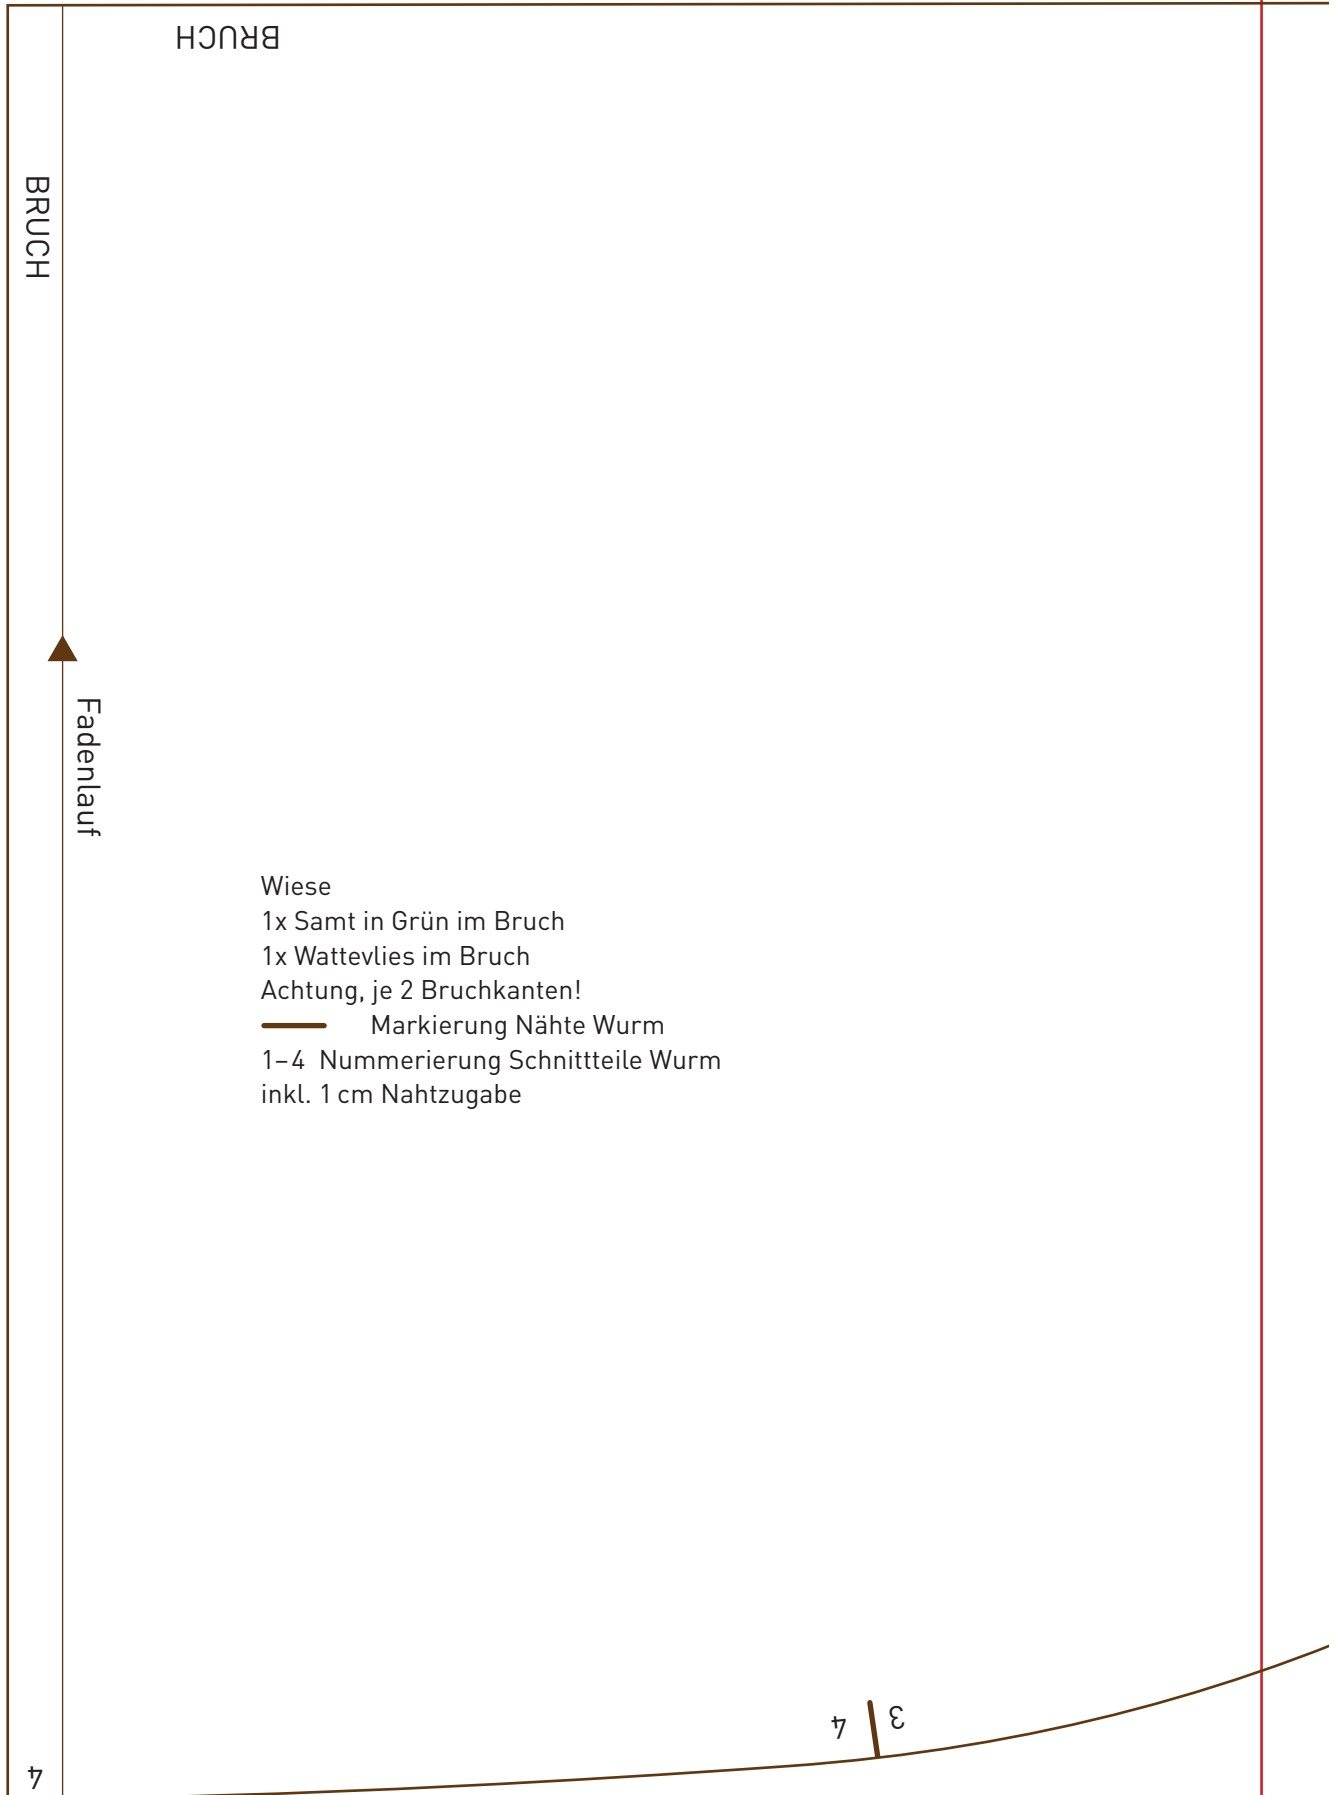 BRUCH
BRUCH
Fadenlauf
Wiese
1x Samt in Grün im Bruch
1x Wattevlies im Bruch
Achtung, je 2 Bruchkanten!
Markierung Nähte Wurm
1–4 Nummerierung Schnittteile Wurm
inkl. 1 cm Nahtzugabe
4 3
4